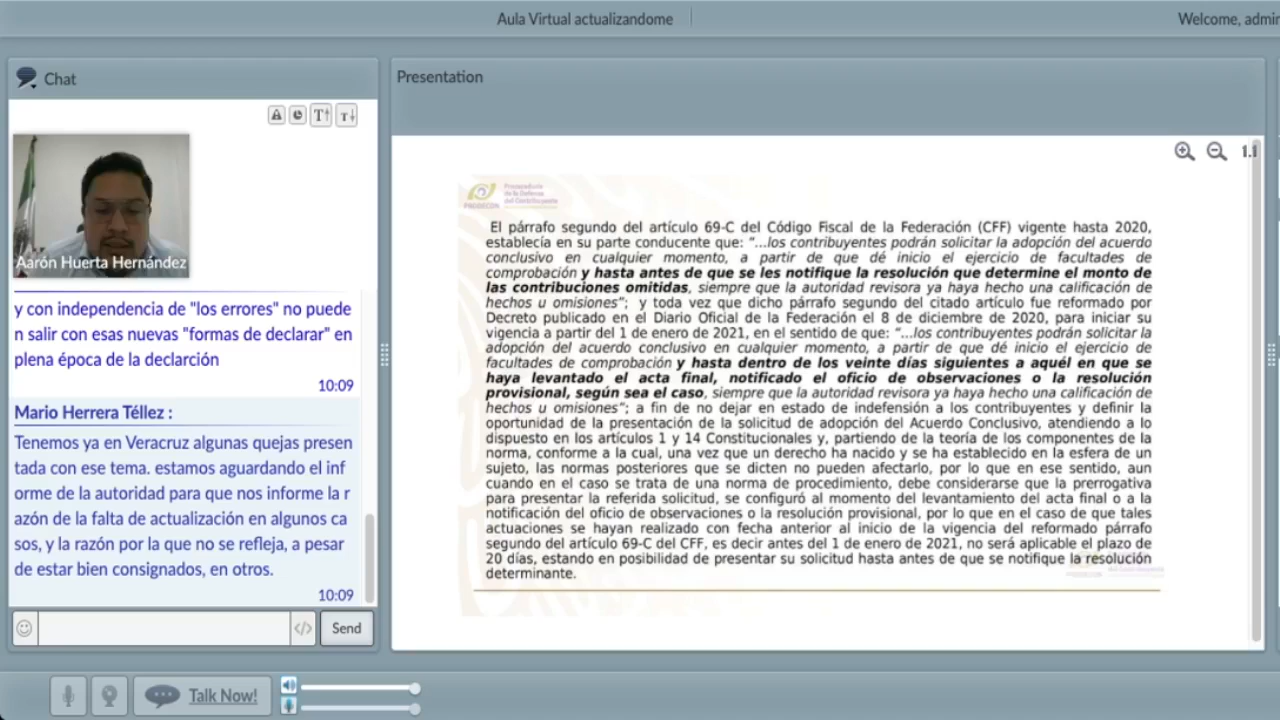 Aula Virtual actualizandome
Welcome, admin
Chat
Aarón Huerta Hernández
y con independencia de "los errores" no puede
n salir con esas nuevas "formas de declarar" en
plena época de la declarción
10:09
Mario Herrera Téllez :
Tenemos ya en Veracruz algunas quejas presen
tada con ese tema. estamos aguardando el inf
orme de la autoridad para que nos informe la r
azón de la falta de actualización en algunos ca
sos, y la razón por la que no se refleja, a pesar
de estar bien consignados, en otros.
10:09
Send
Talk Now!
Presentation
1.1
PRODECON
Procuraduría
de la Defensa
del Contribuyente
El párrafo segundo del artículo 69-C del Código Fiscal de la Federación (CFF) vigente hasta 2020,
establecía en su parte conducente que: “...los contribuyentes podrán solicitar la adopción del acuerdo
conclusivo en cualquier momento, a partir de que dé inicio el ejercicio de facultades de
comprobación y hasta antes de que se les notifique la resolución que determine el monto de
las contribuciones omitidas, siempre que la autoridad revisora ya haya hecho una calificación de
hechos u omisiones”; y toda vez que dicho párrafo segundo del citado artículo fue reformado por
Decreto publicado en el Diario Oficial de la Federación el 8 de diciembre de 2020, para iniciar su
vigencia a partir del 1 de enero de 2021, en el sentido de que: “...los contribuyentes podrán solicitar la
adopción del acuerdo conclusivo en cualquier momento, a partir de que dé inicio el ejercicio de
facultades de comprobación y hasta dentro de los veinte días siguientes a aquél en que se
haya levantado el acta final, notificado el oficio de observaciones o la resolución
provisional, según sea el caso, siempre que la autoridad revisora ya haya hecho una calificación de
hechos u omisiones”; a fin de no dejar en estado de indefensión a los contribuyentes y definir la
oportunidad de la presentación de la solicitud de adopción del Acuerdo Conclusivo, atendiendo a lo
dispuesto en los artículos 1 y 14 Constitucionales y, partiendo de la teoría de los componentes de la
norma, conforme a la cual, una vez que un derecho ha nacido y se ha establecido en la esfera de un
sujeto, las normas posteriores que se dicten no pueden afectarlo, por lo que en ese sentido, aun
cuando en el caso se trata de una norma de procedimiento, debe considerarse que la prerrogativa
para presentar la referida solicitud, se configuró al momento del levantamiento del acta final o a la
notificación del oficio de observaciones o la resolución provisional, por lo que en el caso de que tales
actuaciones se hayan realizado con fecha anterior al inicio de la vigencia del reformado párrafo
segundo del artículo 69-C del CFF, es decir antes del 1 de enero de 2021, no será aplicable el plazo de
20 días, estando en posibilidad de presentar su solicitud hasta antes de que se notifique la resolución
determinante.